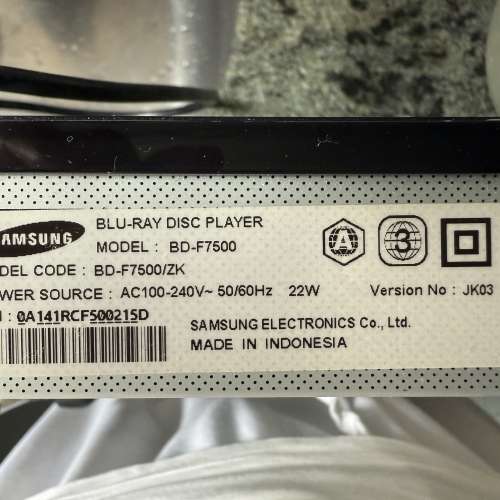 SAMSUNG
BLU-RAY DISC PLAYER
MODEL : BD-F7500
DEL CODE : BD-F7500/ZK
WER SOURCE : AC100-240V~ 50/60Hz 22W
Version No : JK03
: 0A141RCF500215D
SAMSUNG ELECTRONICS Co., Ltd.
MADE IN INDONESIA
A
3